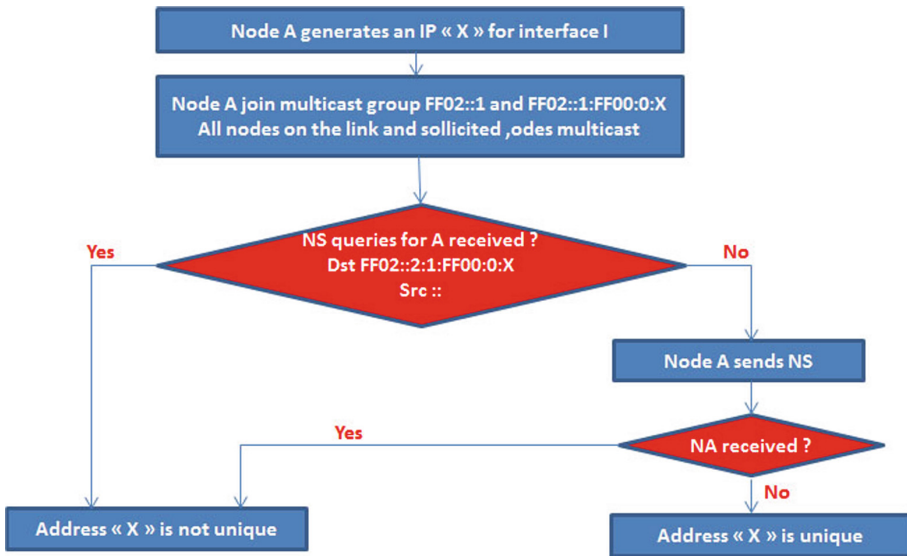 Node A generates an IP « X » for interface I
Node A join multicast group FF02::1 and FF02::1:FF00:0:X
All nodes on the link and sollicited ,odes multicast
NS queries for A received ?
Dst FF02::2:1:FF00:0:X
Src ::
Yes
No
Node A sends NS
NA received ?
Yes
No
Address « X » is not unique
Address « X » is unique